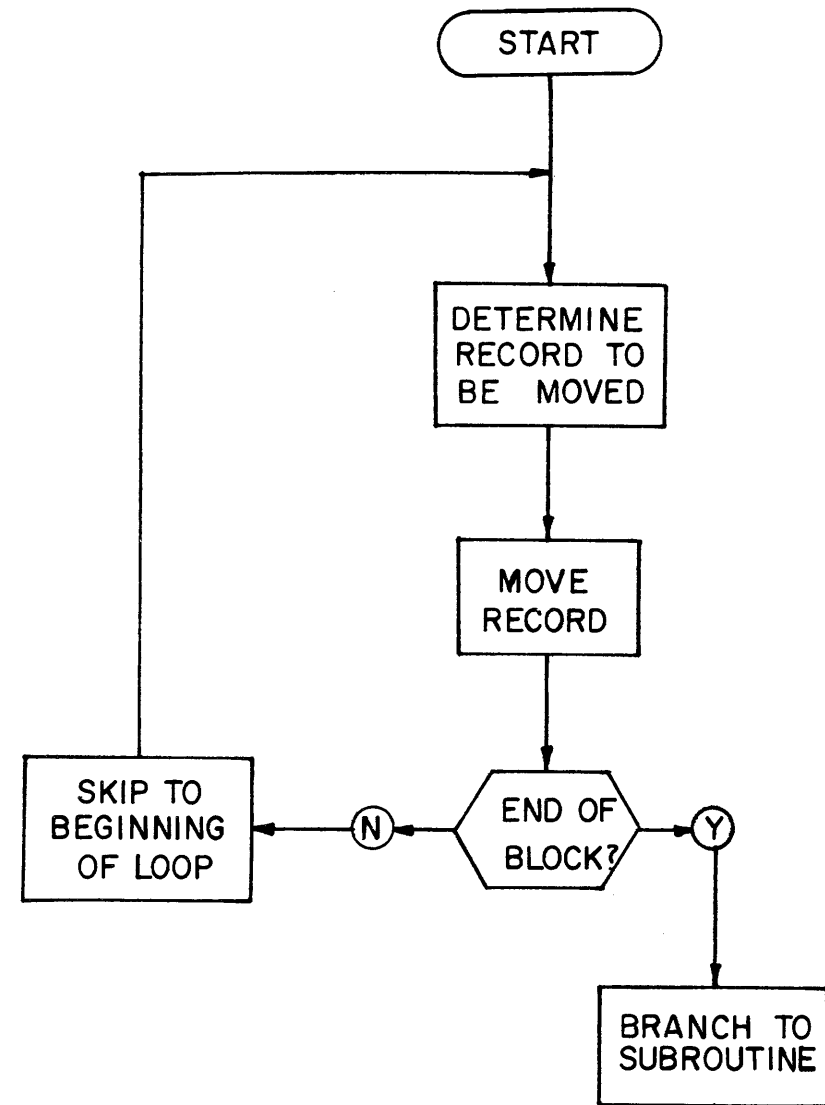 START
DETERMINE
RECORD TO
BE MOVED
MOVE
RECORD
END OF
BLOCK?
N
Y
SKIP TO
BEGINNING
OF LOOP
BRANCH TO
SUBROUTINE